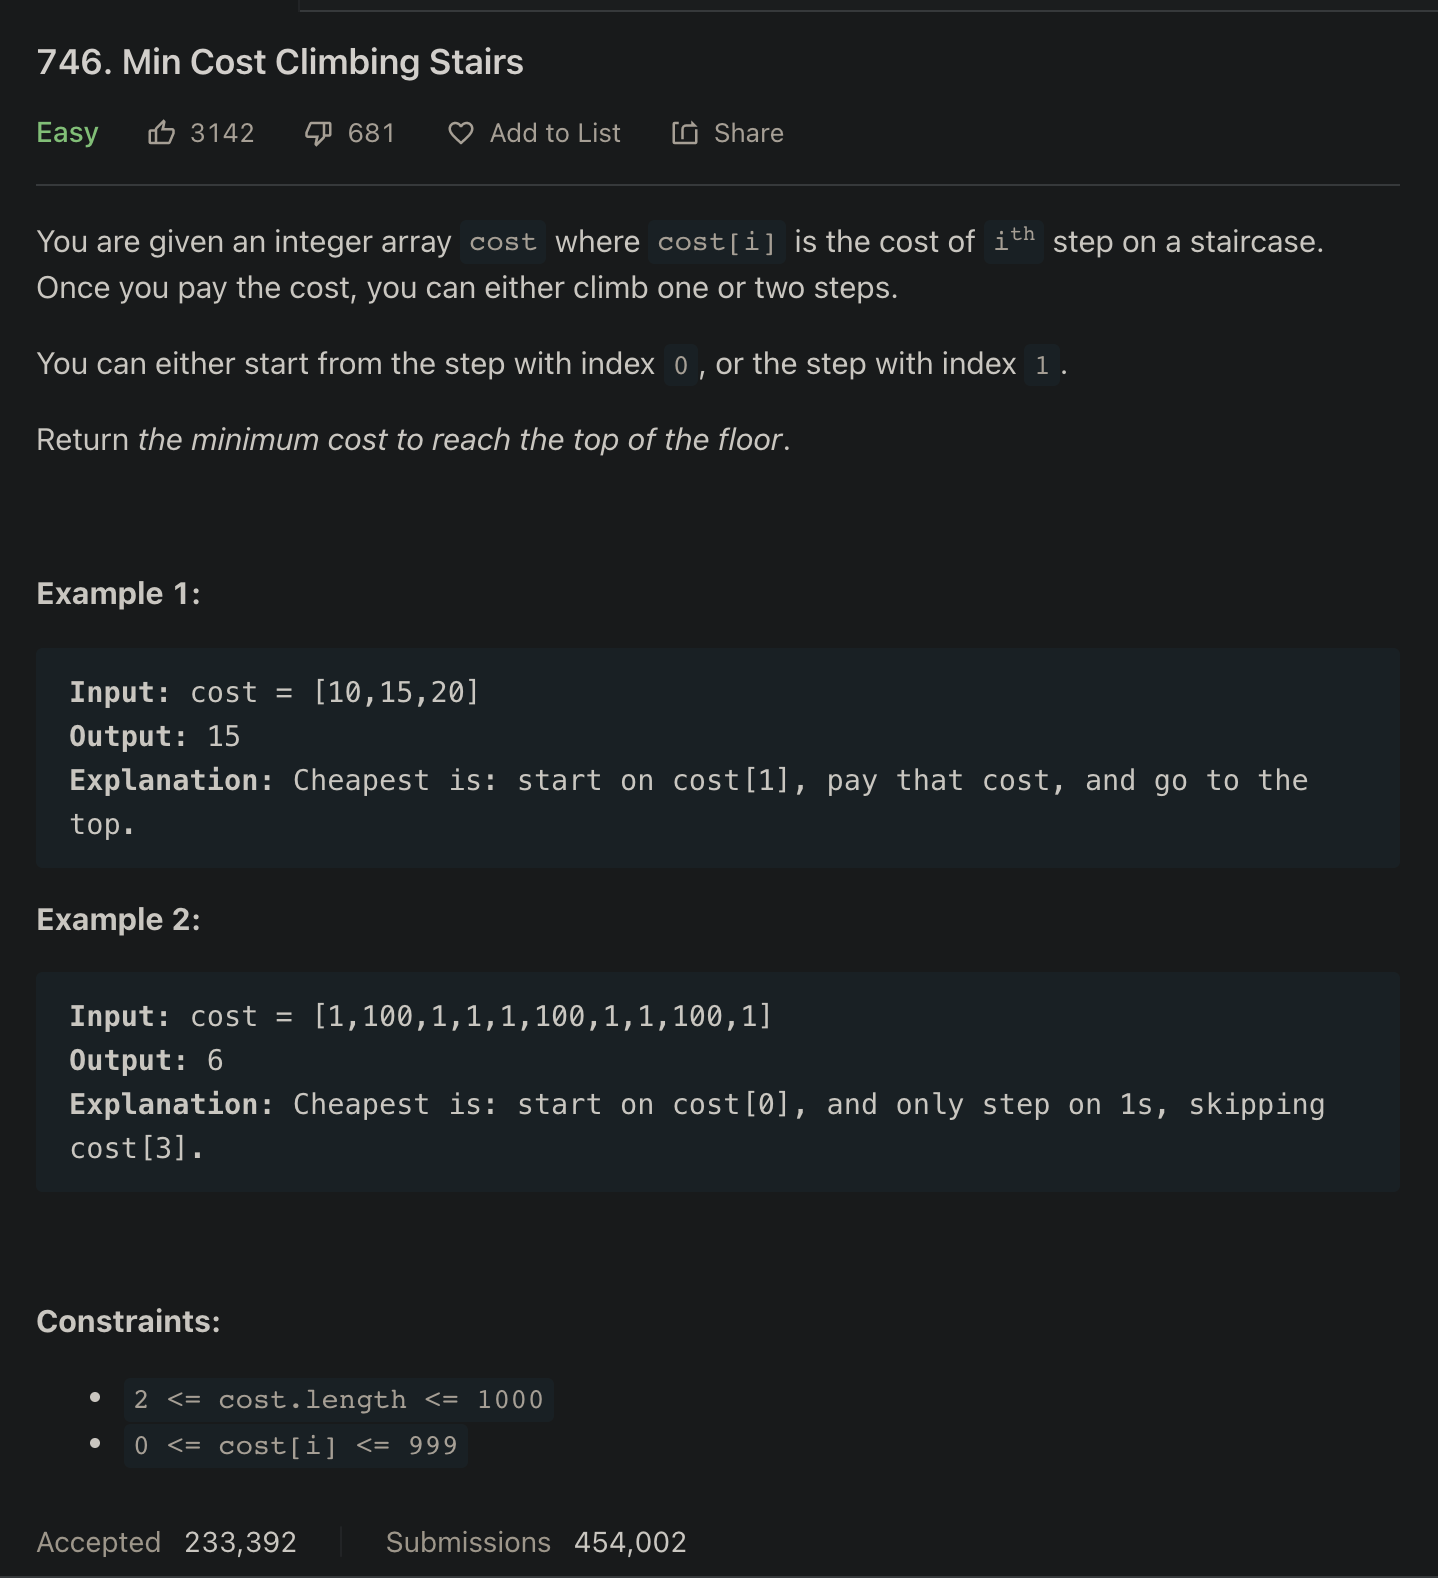 746. Min Cost Climbing Stairs
Easy 3142 681 Add to List Share
You are given an integer array cost where cost[i] is the cost of ith step on a staircase.
Once you pay the cost, you can either climb one or two steps.
You can either start from the step with index 0, or the step with index 1.
Return the minimum cost to reach the top of the floor.
Example 1:
Input: cost = [10,15,20]
Output: 15
Explanation: Cheapest is: start on cost[1], pay that cost, and go to the
top.
Example 2:
Input: cost = [1,100,1,1,1,100,1,1,100,1]
Output: 6
Explanation: Cheapest is: start on cost[0], and only step on 1s, skipping
cost[3].
Constraints:
• 2 <= cost.length <= 1000
• 0 <= cost[i] <= 999
Accepted 233,392 Submissions 454,002